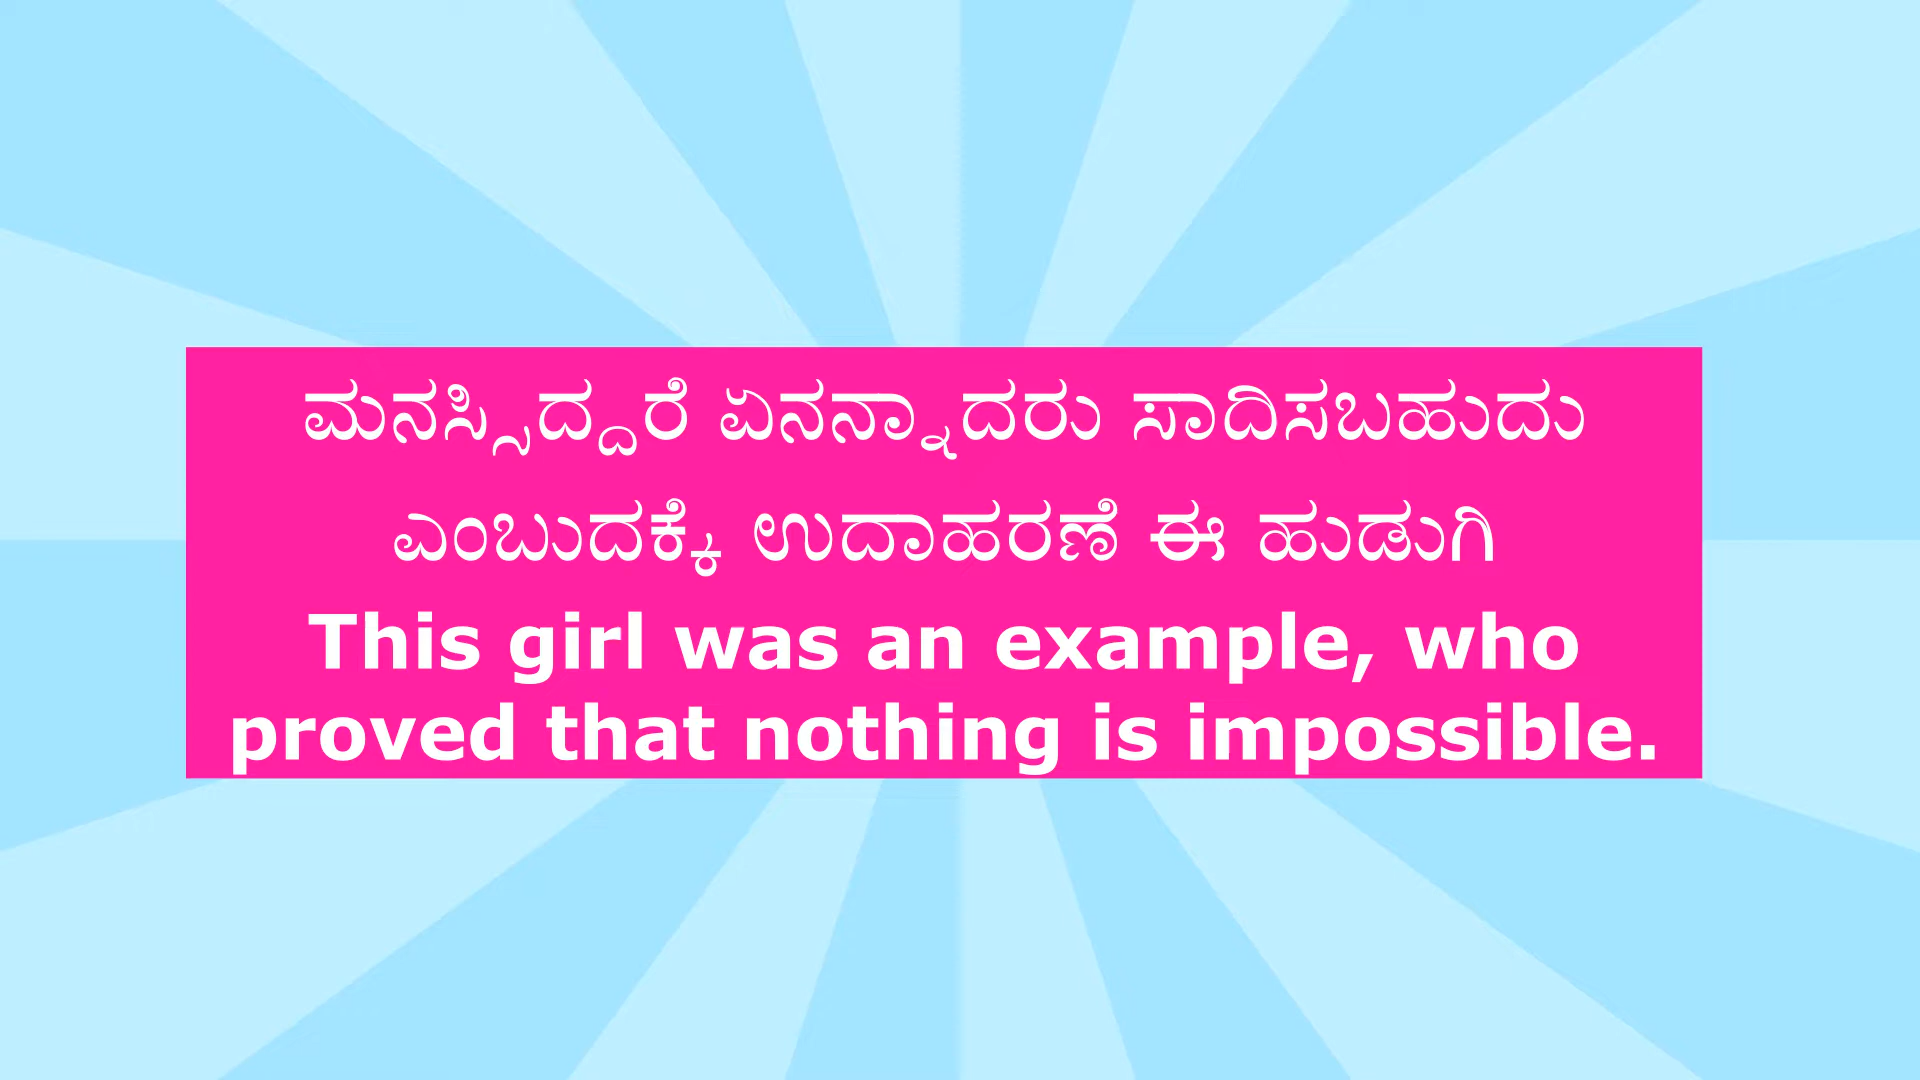 ಮನಸ್ಸಿದ್ದರೆ ಏನನ್ನಾದರು ಸಾದಿಸಬಹುದು
ಎಂಬುದಕ್ಕೆ ಉದಾಹರಣೆ ಈ ಹುಡುಗಿ
This girl was an example, who
proved that nothing is impossible.